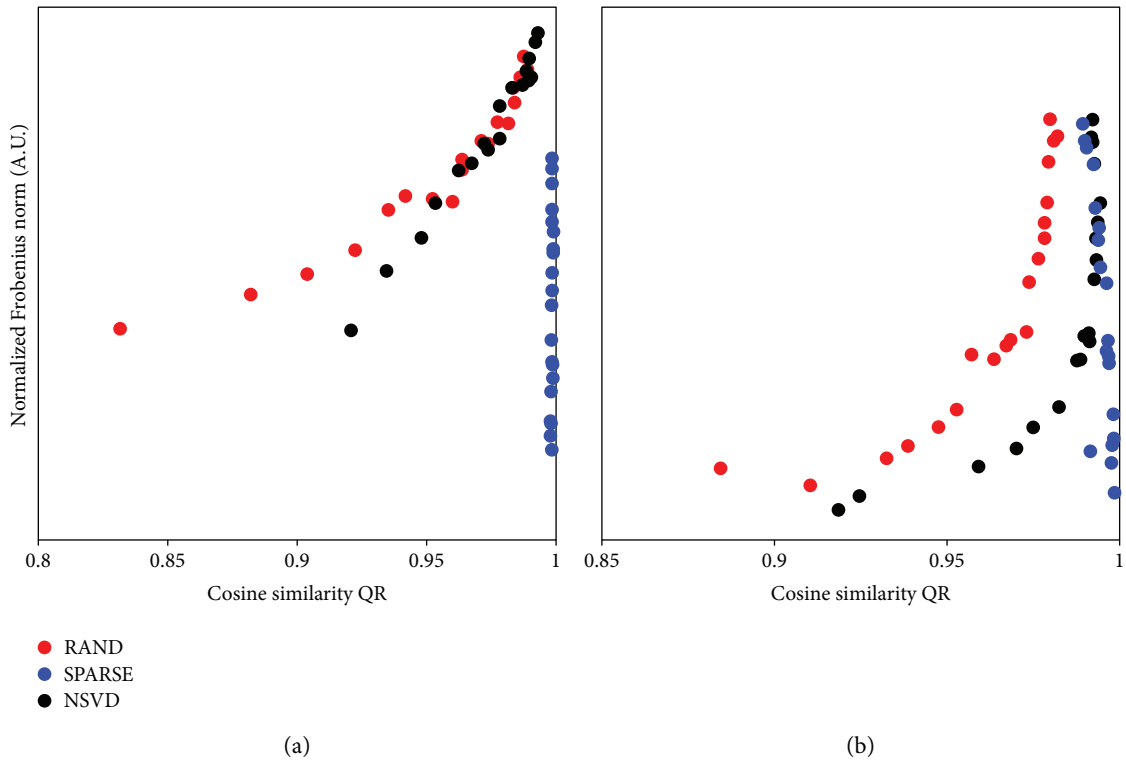 Normalized Frobenius norm (A.U.)
0.8 0.85 0.9 0.95 1
Cosine similarity QR
0.85 0.9 0.95 1
Cosine similarity QR
RAND
SPARSE
NSVD
(a)
(b)